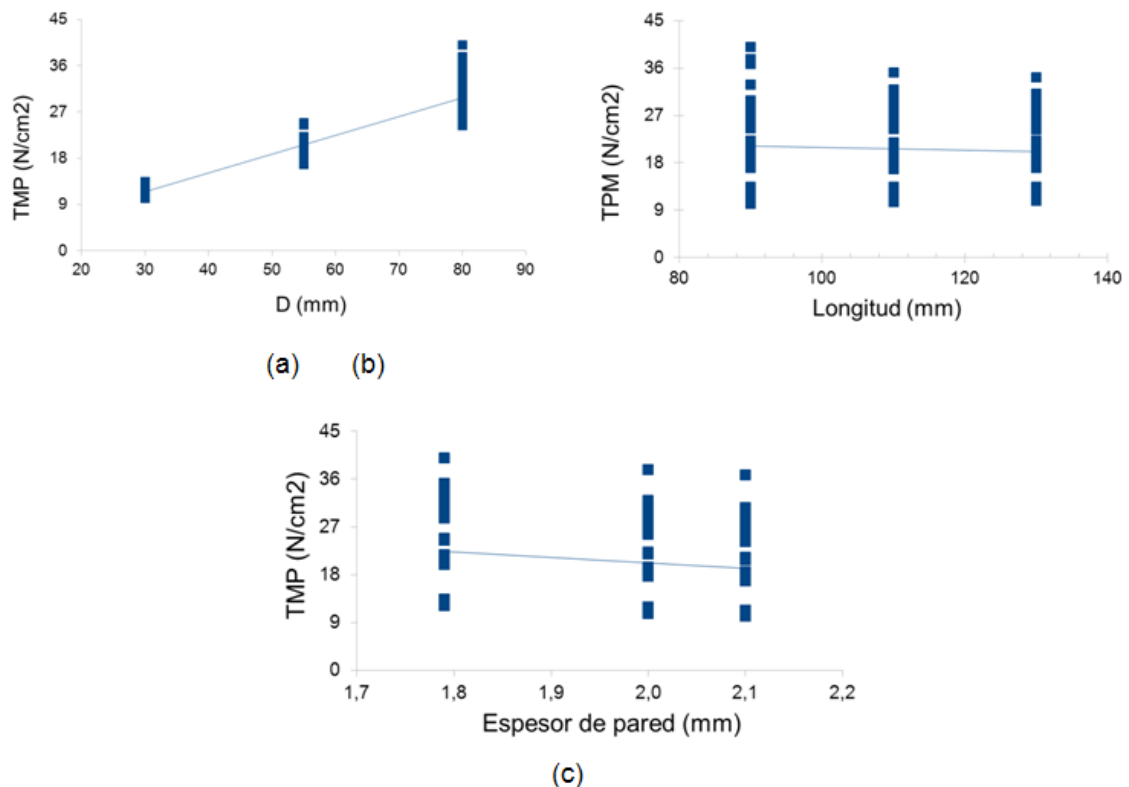 45
36
27
18
9
0
TMP (N/cm2)
20 30 40 50 60 70 80 90
D (mm)
45
36
27
18
9
0
TPM (N/cm2)
80 100 120 140
Longitud (mm)
(a) (b)
45
36
27
18
9
0
TMP (N/cm2)
1,7 1,8 1,9 2,0 2,1 2,2
Espesor de pared (mm)
(c)